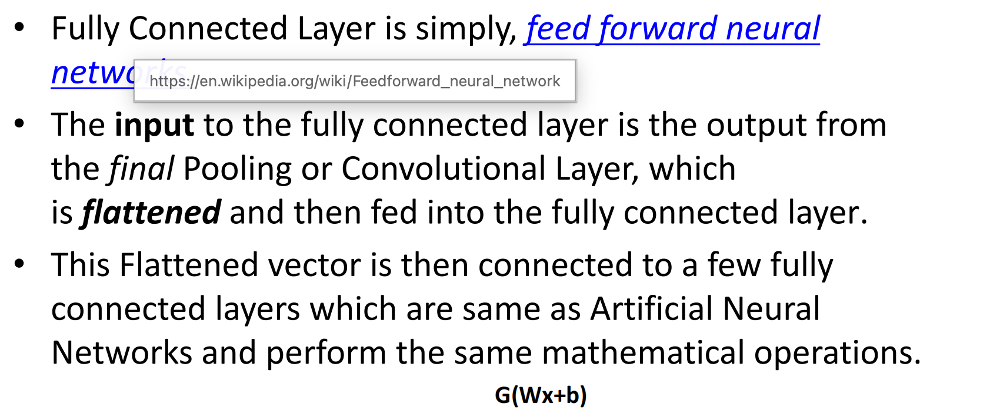 • Fully Connected Layer is simply, feed forward neural
networks
https://en.wikipedia.org/wiki/Feedforward_neural_network
• The input to the fully connected layer is the output from
the final Pooling or Convolutional Layer, which
is flattened and then fed into the fully connected layer.
• This Flattened vector is then connected to a few fully
connected layers which are same as Artificial Neural
Networks and perform the same mathematical operations.
G(Wx+b)